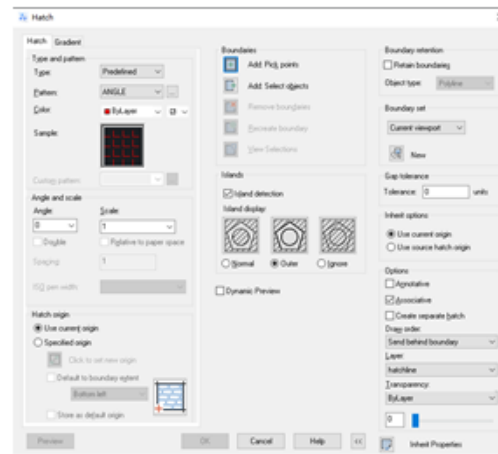 Hatch
Hatch Gradient
Type and pattern
Type: Predefined
Pattern: ANGLE ...
Color: ByLayer
Sample:
Custom pattern:
Angle and scale
Angle: Scale:
0 1
Double Relative to paper space
Spacing: 1
ISO pen width:
Hatch origin
Use current origin
Specified origin
Click to set new origin
Default to boundary extent
Bottom left
Store as default origin
Preview
Boundaries
Add: Pick points
Add: Select objects
Remove boundaries
Recreate boundary
View Selections
Islands
Island detection
Island display:
Normal Outer Ignore
Dynamic Preview
OK Cancel Help <<
Boundary retention
Retain boundaries
Object type: Polyline
Boundary set
Current viewport
New
Gap tolerance
Tolerance: 0 units
Inherit options
Use current origin
Use source hatch origin
Options
Annotative
Associative
Create separate hatch
Draw order:
Send behind boundary
Layer:
hatchline
Transparency:
ByLayer
0
Inherit Properties